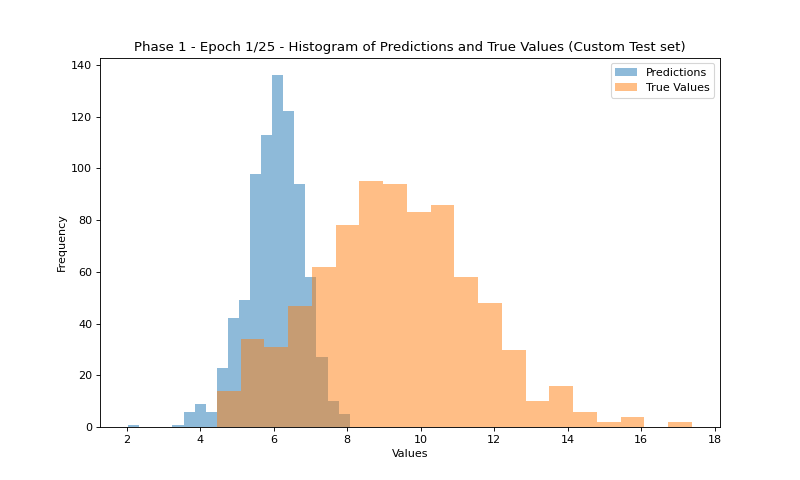 Phase 1 - Epoch 1/25 - Histogram of Predictions and True Values (Custom Test set)
Predictions
True Values
140
120
100
80
60
40
20
0
Frequency
2 4 6 8 10 12 14 16 18
Values